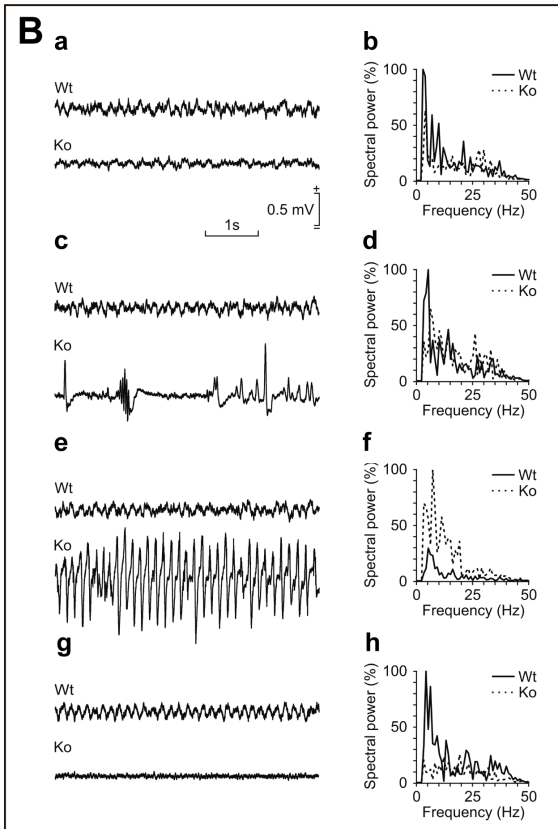 B
a
Wt
Ko
+
0.5 mV
–
1s
b
Spectral power (%)
100
50
0
0 25 50
Frequency (Hz)
Wt
Ko
c
Wt
Ko
d
Spectral power (%)
100
50
0
0 25 50
Frequency (Hz)
Wt
Ko
e
Wt
Ko
f
Spectral power (%)
100
50
0
0 25 50
Frequency (Hz)
Wt
Ko
g
Wt
Ko
h
Spectral power (%)
100
50
0
0 25 50
Frequency (Hz)
Wt
Ko